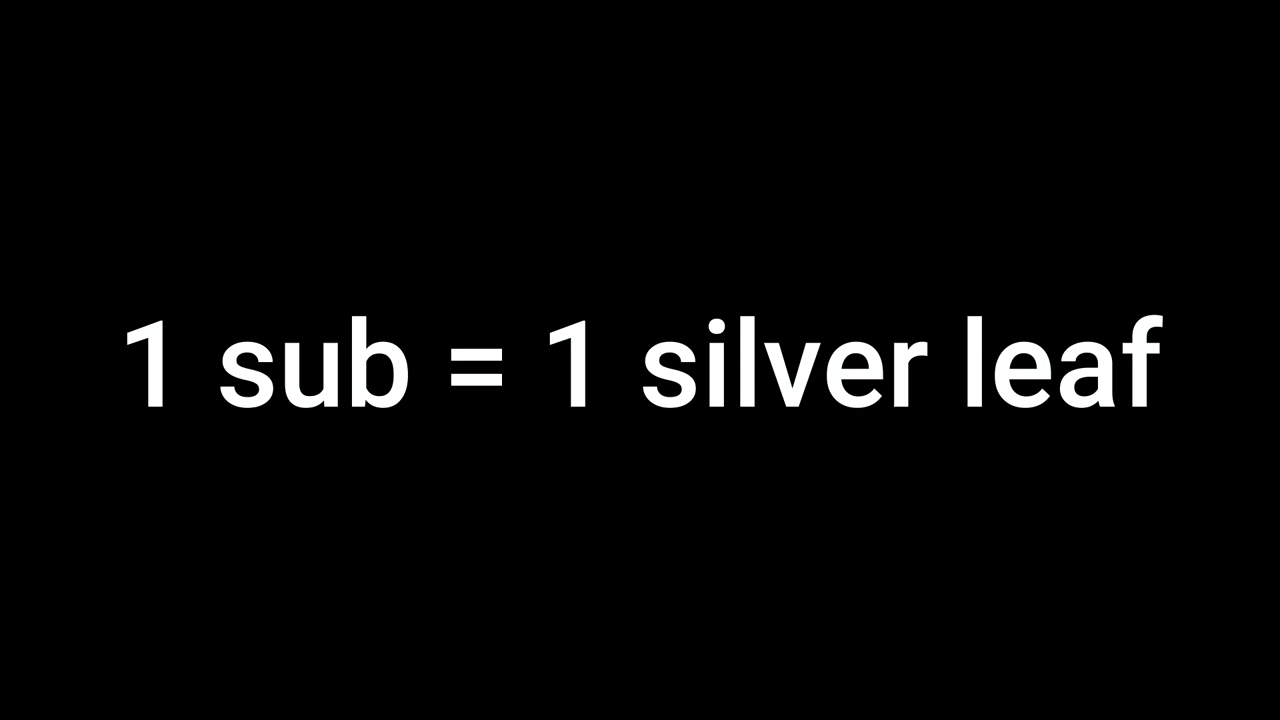 1 sub = 1 silver leaf